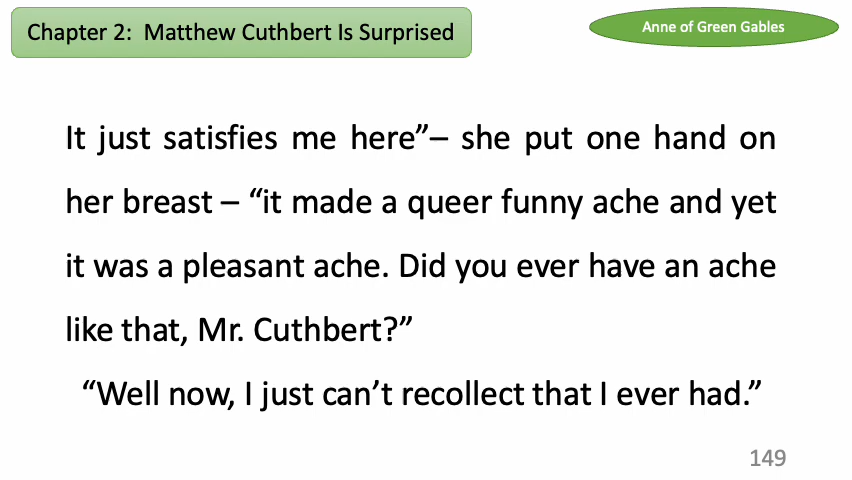 Chapter 2: Matthew Cuthbert Is Surprised
Anne of Green Gables
It just satisfies me here”– she put one hand on
her breast – “it made a queer funny ache and yet
it was a pleasant ache. Did you ever have an ache
like that, Mr. Cuthbert?”
“Well now, I just can’t recollect that I ever had.”
149